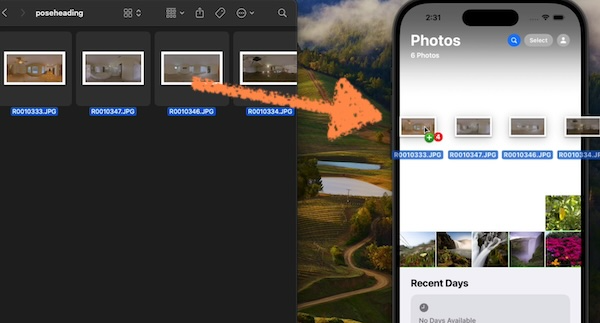 poseheading
R0010333.JPG
R0010347.JPG
R0010346.JPG
R0010334.JPG
2:31
Photos
Select
6 Photos
4
R0010333.JPG
R0010347.JPG
R0010346.JPG
R0010334.JP
Recent Days
No Days Available